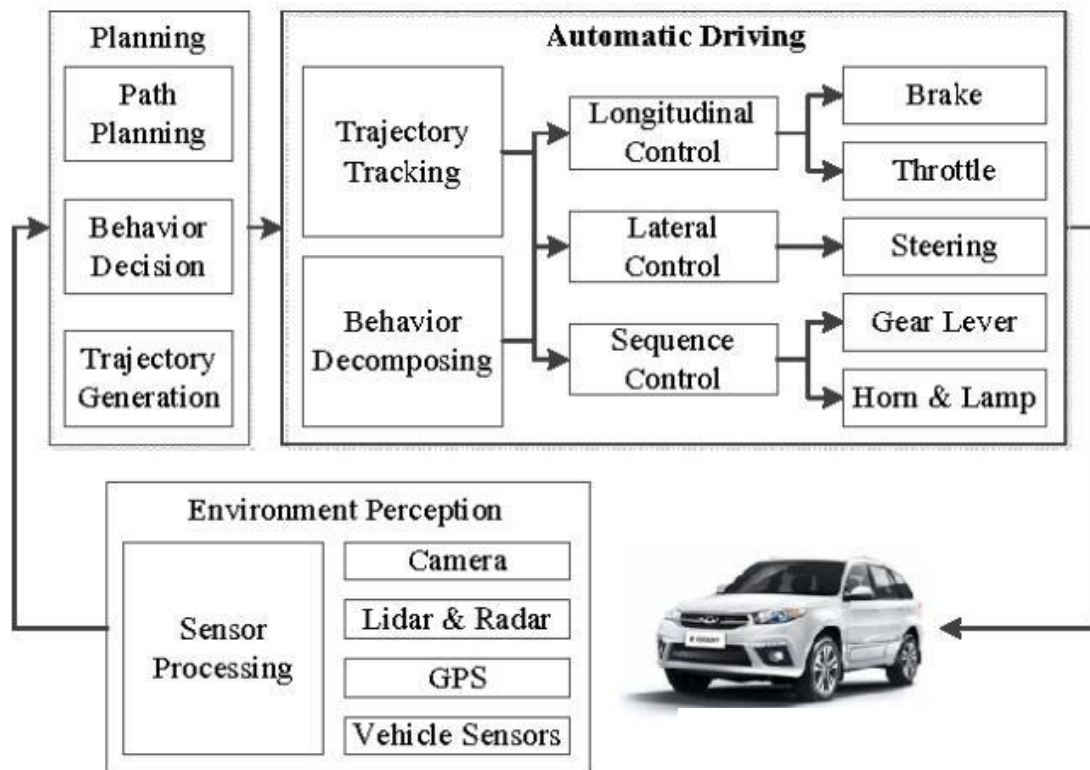 Planning
Path
Planning
Behavior
Decision
Trajectory
Generation
Automatic Driving
Trajectory
Tracking
Behavior
Decomposing
Longitudinal
Control
Lateral
Control
Sequence
Control
Brake
Throttle
Steering
Gear Lever
Horn & Lamp
Environment Perception
Sensor
Processing
Camera
Lidar & Radar
GPS
Vehicle Sensors